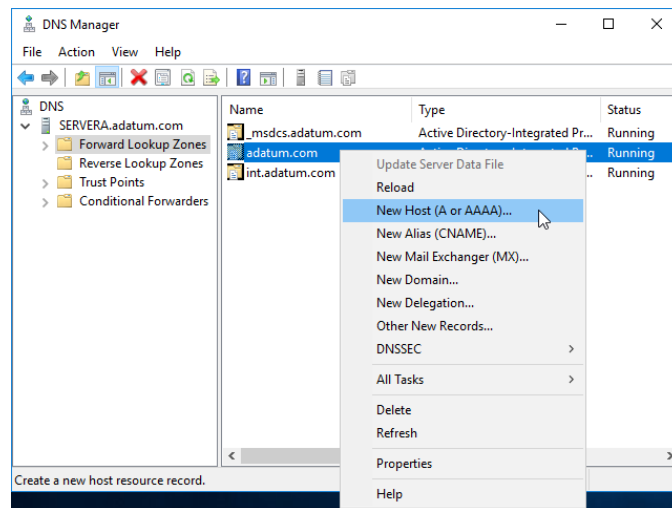 DNS Manager
File Action View Help
DNS
SERVERA.adatum.com
Forward Lookup Zones
Reverse Lookup Zones
Trust Points
Conditional Forwarders
Name Type Status
_msdcs.adatum.com Active Directory-Integrated Pr... Running
adatum.com Running
int.adatum.com Running
Update Server Data File
Reload
New Host (A or AAAA)...
New Alias (CNAME)...
New Mail Exchanger (MX)...
New Domain...
New Delegation...
Other New Records...
DNSSEC
All Tasks
Delete
Refresh
Properties
Help
Create a new host resource record.